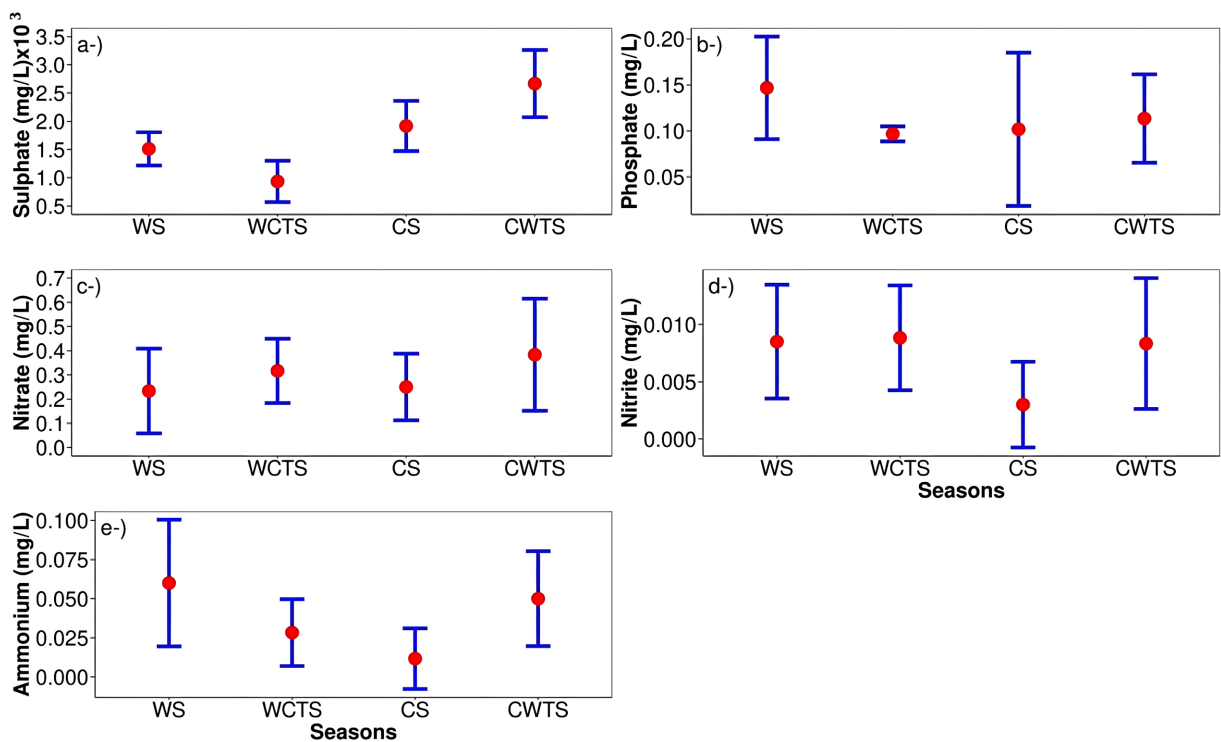 Sulphate (mg/L)x10³
a-)
3.5
3.0
2.5
2.0
1.5
1.0
0.5
WS WCTS CS CWTS
Phosphate (mg/L)
b-)
0.20
0.15
0.10
0.05
WS WCTS CS CWTS
Nitrate (mg/L)
c-)
0.7
0.6
0.5
0.4
0.3
0.2
0.1
0.0
WS WCTS CS CWTS
Nitrite (mg/L)
d-)
0.010
0.005
0.000
WS WCTS CS CWTS
Seasons
Ammonium (mg/L)
e-)
0.100
0.075
0.050
0.025
0.000
WS WCTS CS CWTS
Seasons